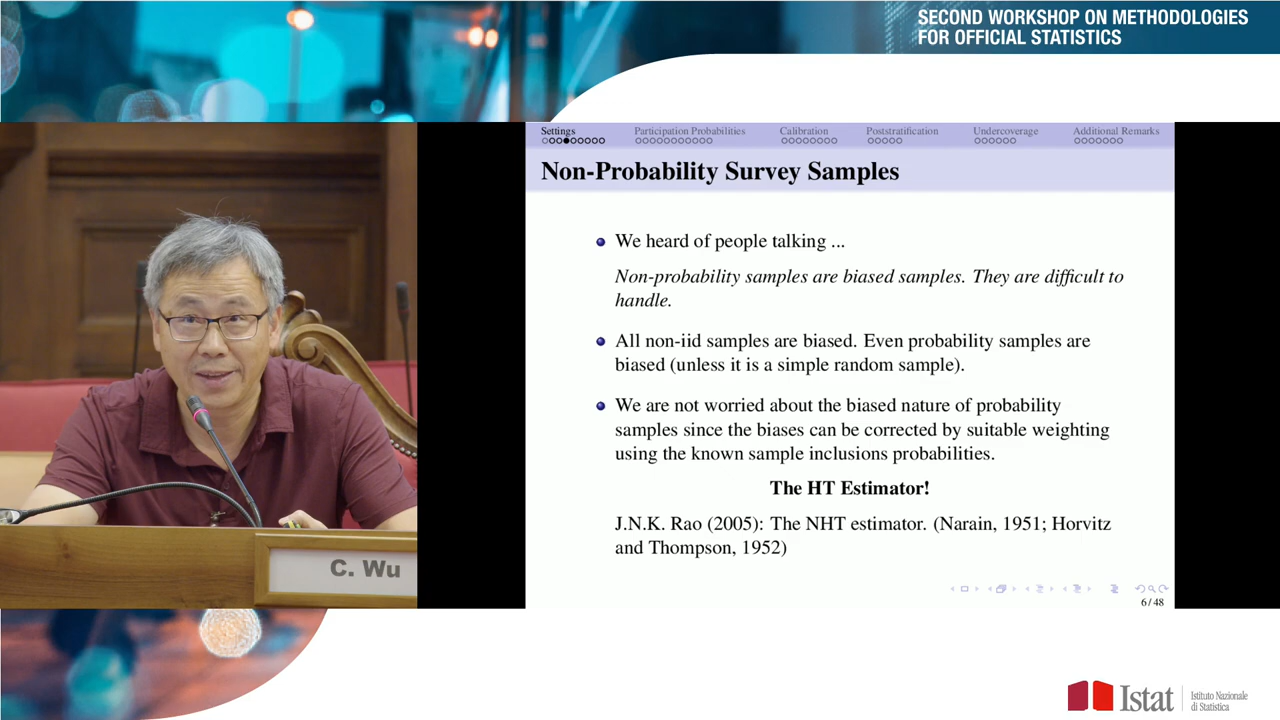 SECOND WORKSHOP ON METHODOLOGIES
FOR OFFICIAL STATISTICS
Settings Participation Probabilities Calibration Poststratification Undercoverage Additional Remarks
Non-Probability Survey Samples
We heard of people talking ...
Non-probability samples are biased samples. They are difficult to
handle.
All non-iid samples are biased. Even probability samples are
biased (unless it is a simple random sample).
We are not worried about the biased nature of probability
samples since the biases can be corrected by suitable weighting
using the known sample inclusions probabilities.
The HT Estimator!
J.N.K. Rao (2005): The NHT estimator. (Narain, 1951; Horvitz
and Thompson, 1952)
6 / 48
C. Wu
Istat
Istituto Nazionale
di Statistica